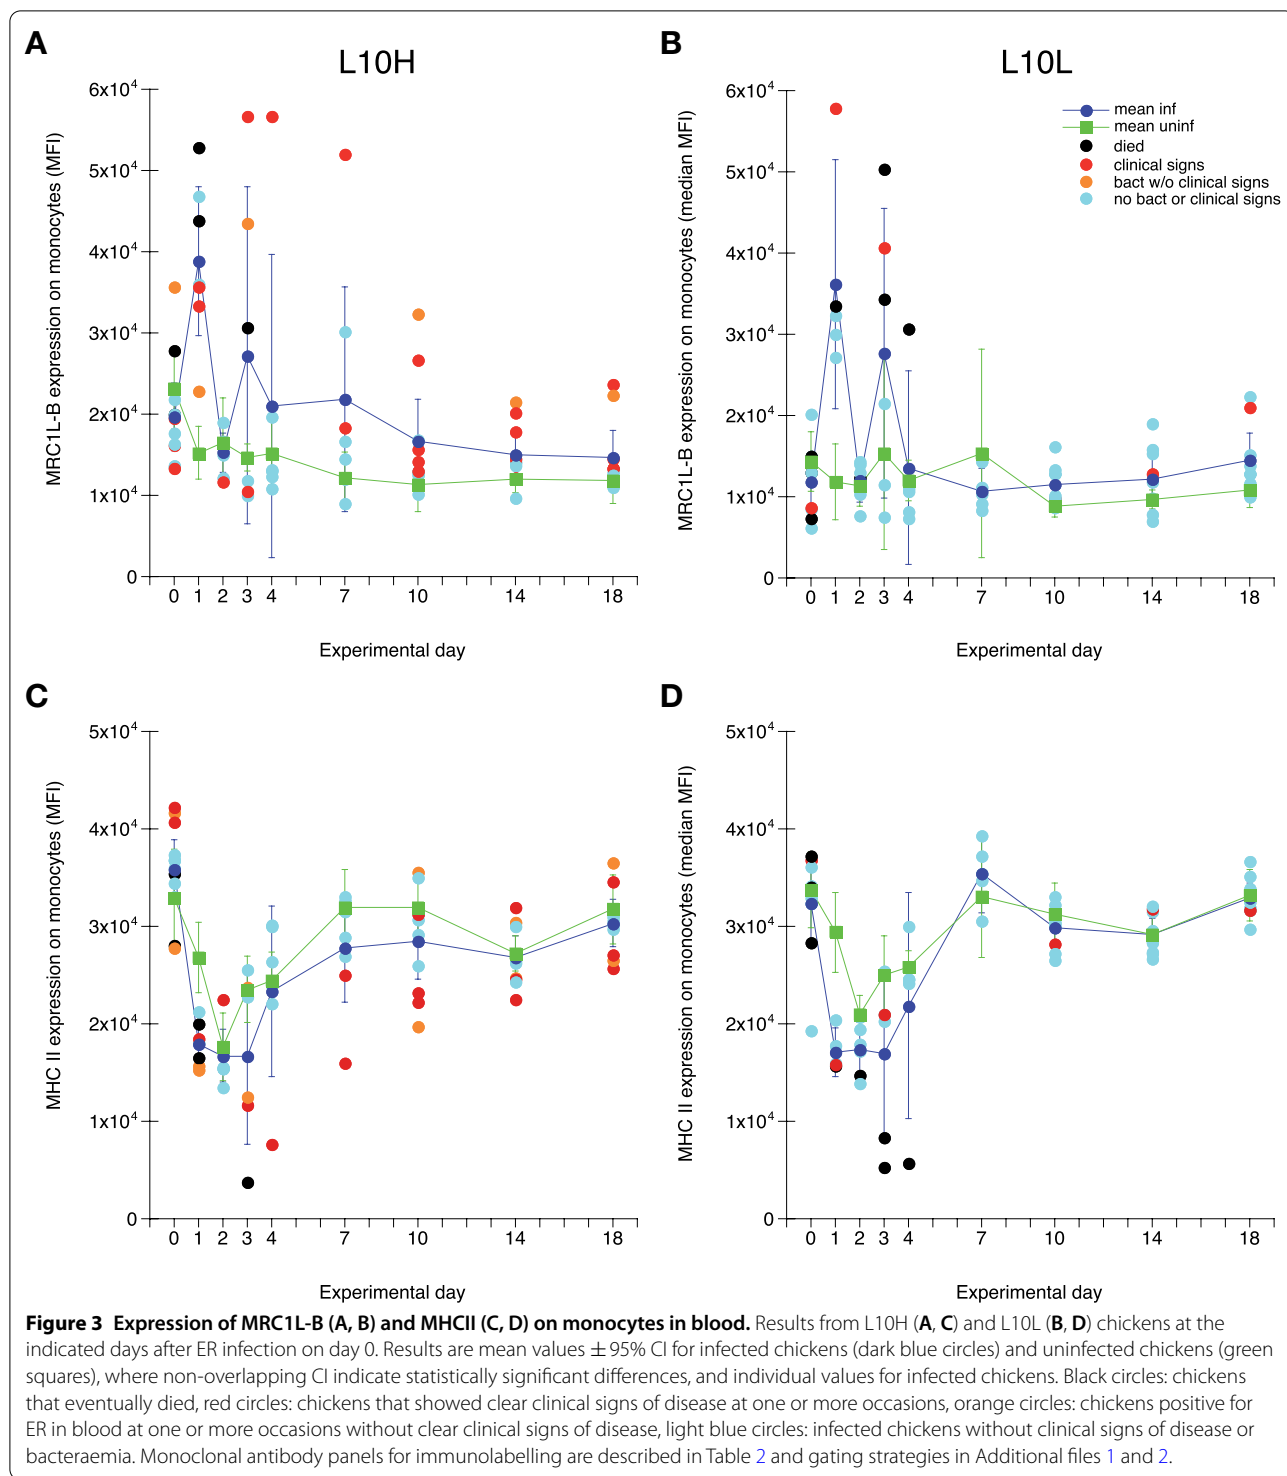 A
L10H
MRC1L-B expression on monocytes (MFI)
6x10⁴
5x10⁴
4x10⁴
3x10⁴
2x10⁴
1x10⁴
0
0 1 2 3 4 7 10 14 18
Experimental day
B
L10L
MRC1L-B expression on monocytes (median MFI)
6x10⁴
5x10⁴
4x10⁴
3x10⁴
2x10⁴
1x10⁴
0
0 1 2 3 4 7 10 14 18
Experimental day
mean inf
mean uninf
died
clinical signs
bact w/o clinical signs
no bact or clinical signs
C
MHC II expression on monocytes (MFI)
5x10⁴
4x10⁴
3x10⁴
2x10⁴
1x10⁴
0
0 1 2 3 4 7 10 14 18
Experimental day
D
MHC II expression on monocytes (median MFI)
5x10⁴
4x10⁴
3x10⁴
2x10⁴
1x10⁴
0
0 1 2 3 4 7 10 14 18
Experimental day
Figure 3 Expression of MRC1L-B (A, B) and MHCII (C, D) on monocytes in blood. Results from L10H (A, C) and L10L (B, D) chickens at the
indicated days after ER infection on day 0. Results are mean values ± 95% CI for infected chickens (dark blue circles) and uninfected chickens (green
squares), where non-overlapping CI indicate statistically significant differences, and individual values for infected chickens. Black circles: chickens
that eventually died, red circles: chickens that showed clear clinical signs of disease at one or more occasions, orange circles: chickens positive for
ER in blood at one or more occasions without clear clinical signs of disease, light blue circles: infected chickens without clinical signs of disease or
bacteraemia. Monoclonal antibody panels for immunolabelling are described in Table 2 and gating strategies in Additional files 1 and 2.